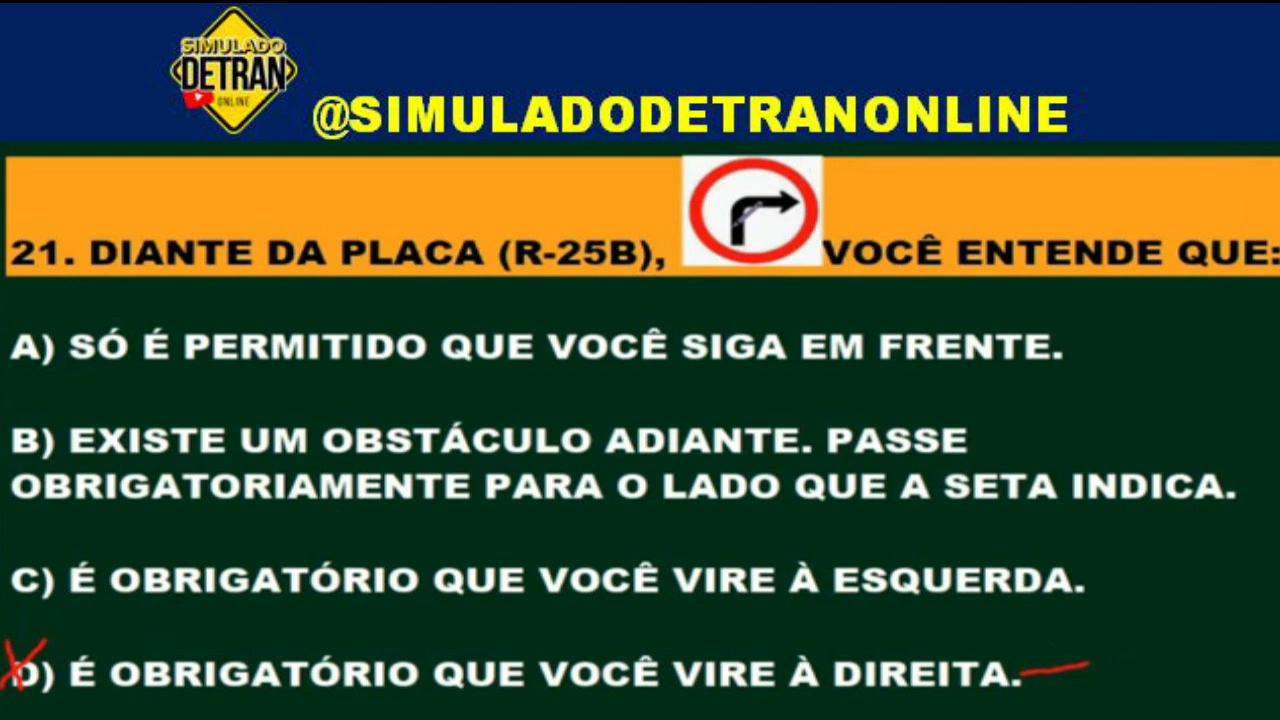 SIMULADO
DETRAN
ONLINE
@SIMULADODETRANONLINE
21. DIANTE DA PLACA (R-25B), VOCÊ ENTENDE QUE:
A) SÓ É PERMITIDO QUE VOCÊ SIGA EM FRENTE.
B) EXISTE UM OBSTÁCULO ADIANTE. PASSE
OBRIGATORIAMENTE PARA O LADO QUE A SETA INDICA.
C) É OBRIGATÓRIO QUE VOCÊ VIRE À ESQUERDA.
D) É OBRIGATÓRIO QUE VOCÊ VIRE À DIREITA.